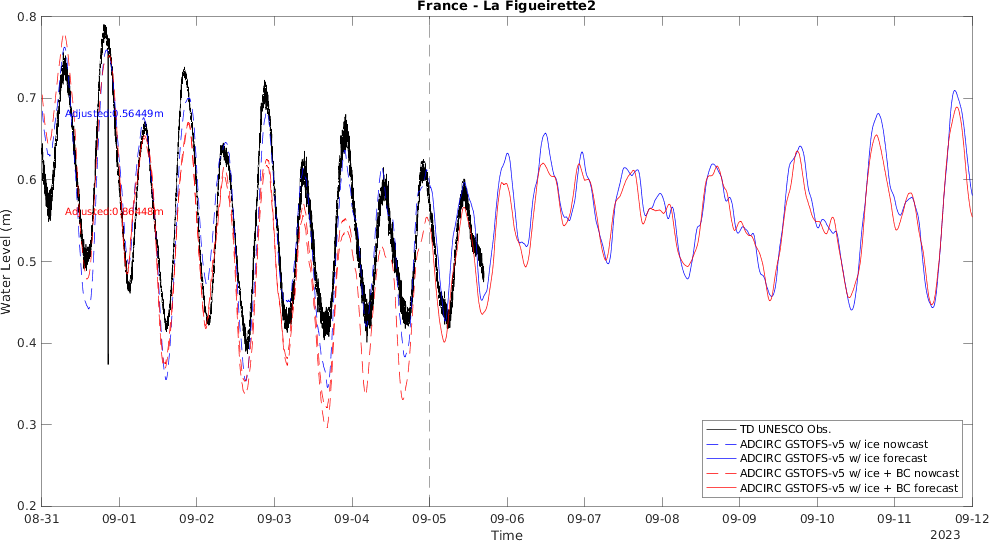 France - La Figueirette2
0.8
0.7
0.6
0.5
0.4
0.3
0.2
Water Level (m)
Adjusted:0.56449m
Adjusted:0.86448m
TD UNESCO Obs.
ADCIRC GSTOFS-v5 w/ ice nowcast
ADCIRC GSTOFS-v5 w/ ice forecast
ADCIRC GSTOFS-v5 w/ ice + BC nowcast
ADCIRC GSTOFS-v5 w/ ice + BC forecast
08-31 09-01 09-02 09-03 09-04 09-05 09-06 09-07 09-08 09-09 09-10 09-11 09-12
Time
2023